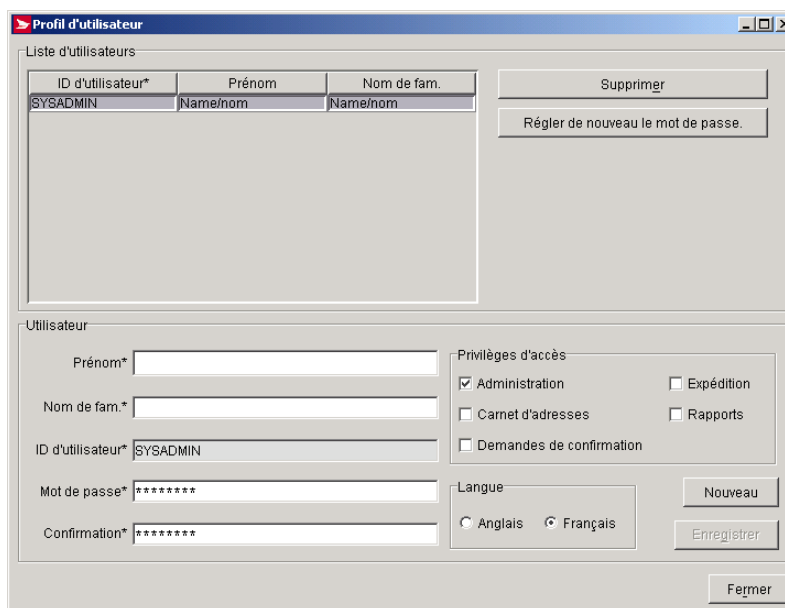 Profil d'utilisateur
Liste d'utilisateurs
ID d'utilisateur* Prénom Nom de fam.
SYSADMIN Name/nom Name/nom
Supprimer
Régler de nouveau le mot de passe.
Utilisateur
Prénom*
Nom de fam.*
ID d'utilisateur* SYSADMIN
Mot de passe* ********
Confirmation* ********
Privilèges d'accès
Administration Expédition
Carnet d'adresses Rapports
Demandes de confirmation
Langue
Anglais Français
Nouveau
Enregistrer
Fermer